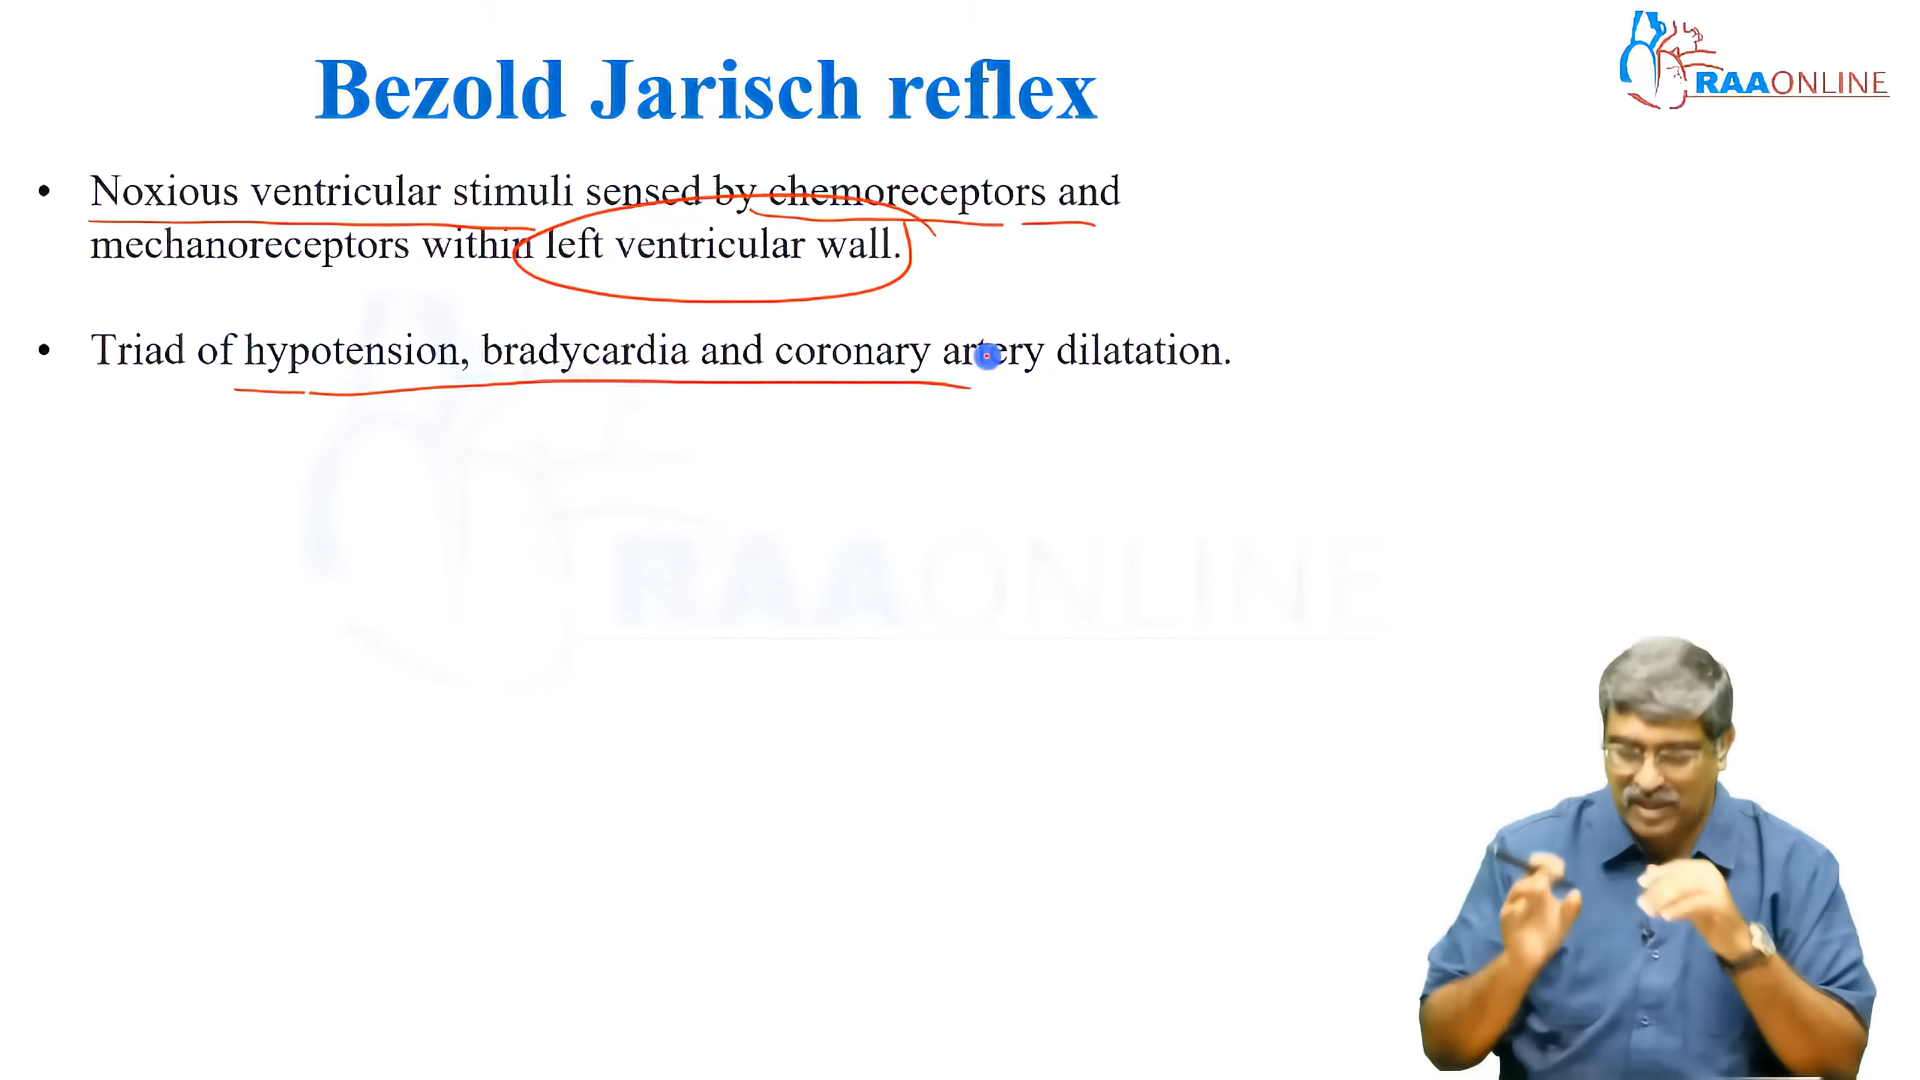 Bezold Jarisch reflex
RAAONLINE
• Noxious ventricular stimuli sensed by chemoreceptors and
mechanoreceptors within left ventricular wall.
• Triad of hypotension, bradycardia and coronary artery dilatation.
RAAONLINE